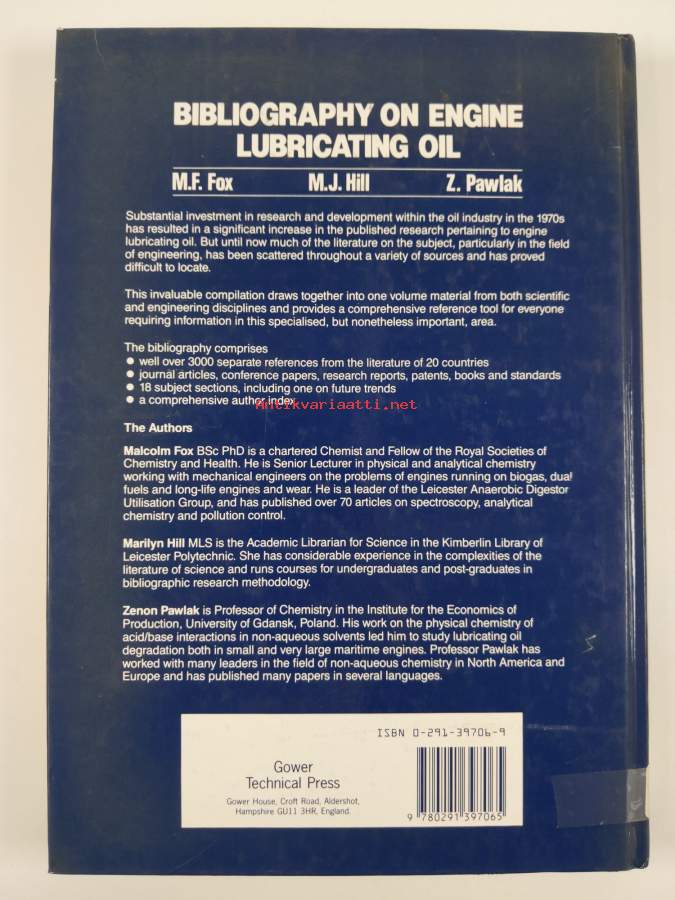 BIBLIOGRAPHY ON ENGINE
LUBRICATING OIL
M.F. Fox M.J. Hill Z. Pawlak
Substantial investment in research and development within the oil industry in the 1970s
has resulted in a significant increase in the published research pertaining to engine
lubricating oil. But until now much of the literature on the subject, particularly in the field
of engineering, has been scattered throughout a variety of sources and has proved
difficult to locate.
This invaluable compilation draws together into one volume material from both scientific
and engineering disciplines and provides a comprehensive reference tool for everyone
requiring information in this specialised, but nonetheless important, area.
The bibliography comprises
● well over 3000 separate references from the literature of 20 countries
● journal articles, conference papers, research reports, patents, books and standards
● 18 subject sections, including one on future trends
● a comprehensive author index
Antikvariaatti.net
The Authors
Malcolm Fox BSc PhD is a chartered Chemist and Fellow of the Royal Societies of
Chemistry and Health. He is Senior Lecturer in physical and analytical chemistry
working with mechanical engineers on the problems of engines running on biogas, dual
fuels and long-life engines and wear. He is a leader of the Leicester Anaerobic Digestor
Utilisation Group, and has published over 70 articles on spectroscopy, analytical
chemistry and pollution control.
Marilyn Hill MLS is the Academic Librarian for Science in the Kimberlin Library of
Leicester Polytechnic. She has considerable experience in the complexities of the
literature of science and runs courses for undergraduates and post-graduates in
bibliographic research methodology.
Zenon Pawlak is Professor of Chemistry in the Institute for the Economics of
Production, University of Gdansk, Poland. His work on the physical chemistry of
acid/base interactions in non-aqueous solvents led him to study lubricating oil
degradation both in small and very large maritime engines. Professor Pawlak has
worked with many leaders in the field of non-aqueous chemistry in North America and
Europe and has published many papers in several languages.
ISBN 0-291-39706-9
Gower
Technical Press
Gower House, Croft Road, Aldershot,
Hampshire GU11 3HR, England.
9 780291 397065